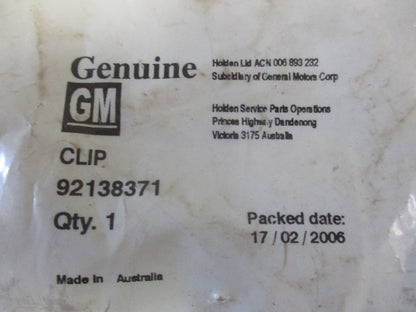 Genuine
GM
Holden Ltd ACN 006 893 232
Subsidiary of General Motors Corp
Holden Service Parts Operations
Princes Highway Dandenong
Victoria 3175 Australia
CLIP
92138371
Qty. 1
Packed date:
17 / 02 / 2006
Made In Australia